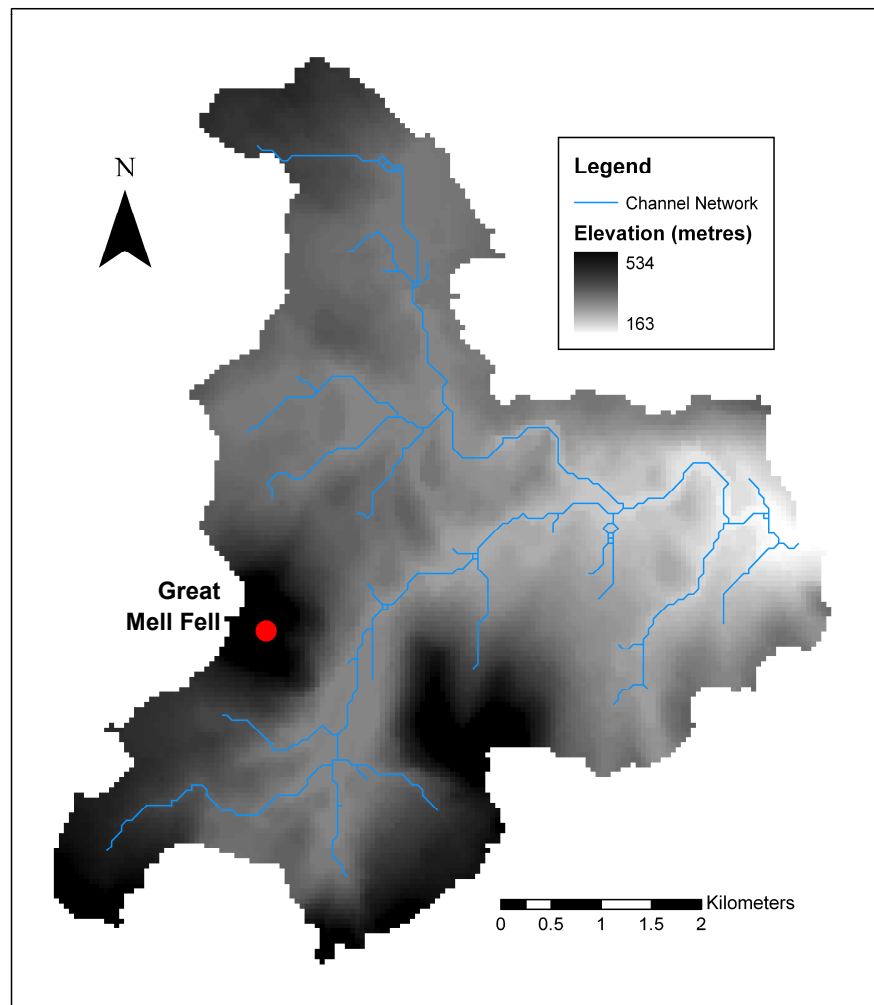 N
Legend
Channel Network
Elevation (metres)
534
163
Great
Mell Fell
Kilometers
0 0.5 1 1.5 2